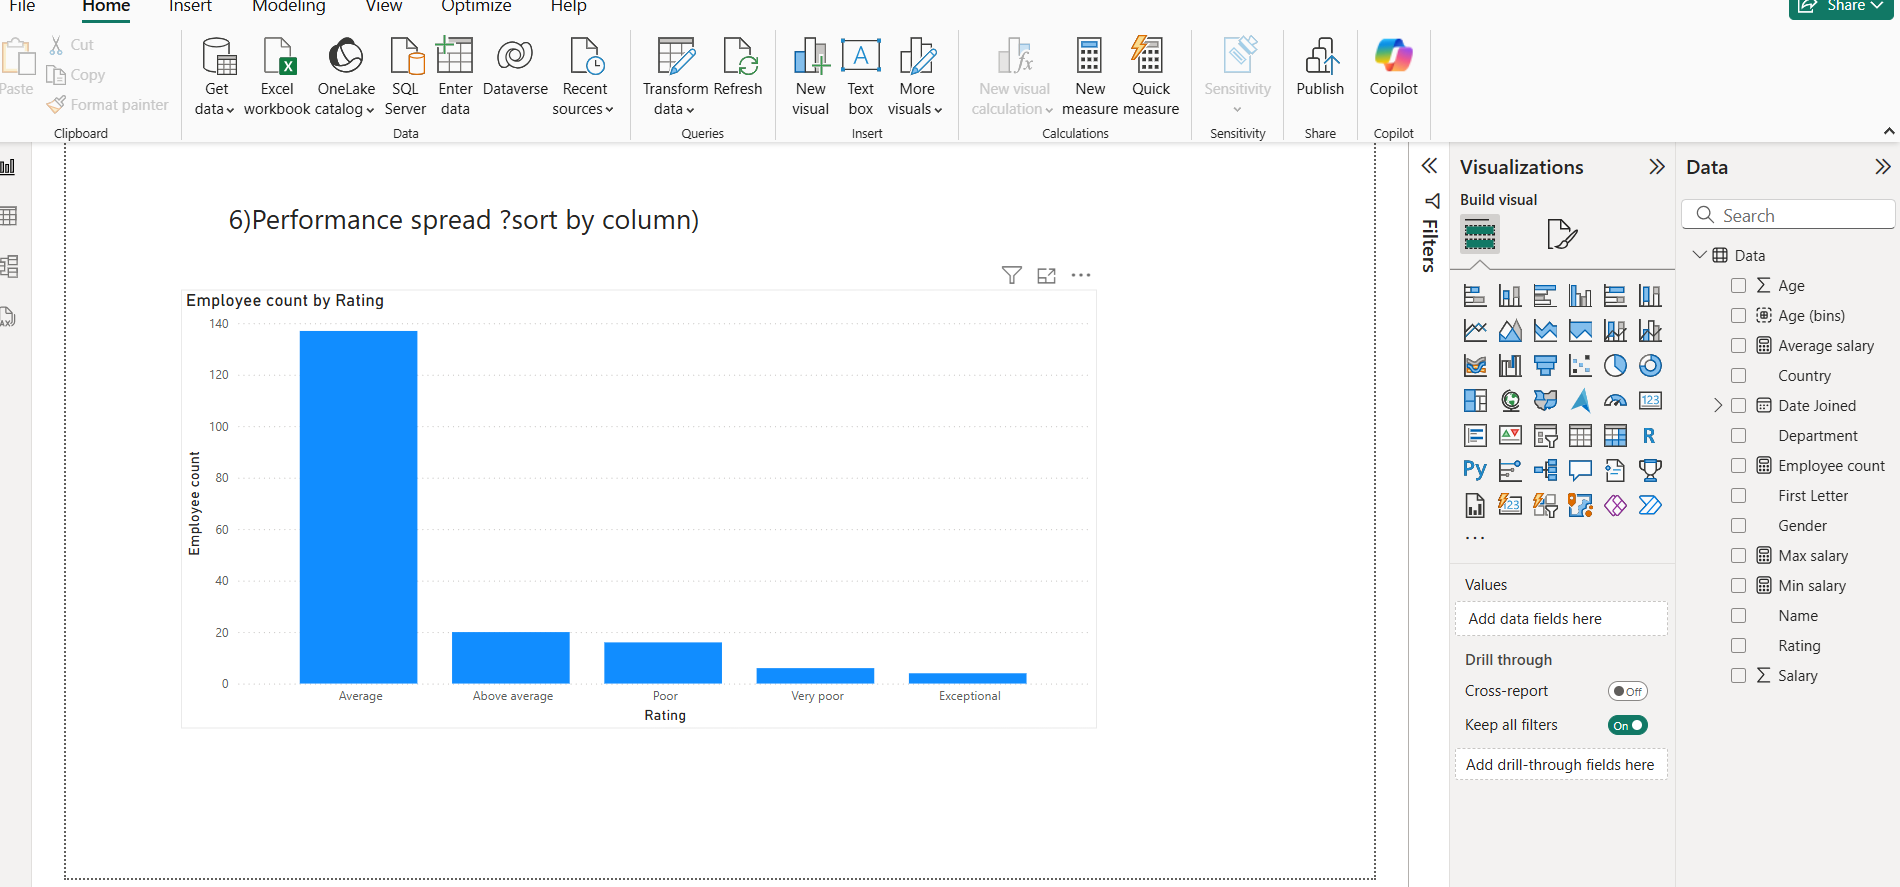 File Home Insert Modeling View Optimize Help Share
Paste
Cut
Copy
Format painter
Clipboard
Get data
Excel workbook
OneLake catalog
SQL Server
Enter data
Dataverse
Recent sources
Data
Transform data
Refresh
Queries
New visual
Text box
More visuals
Insert
New visual calculation
New measure
Quick measure
Calculations
Sensitivity
Sensitivity
Publish
Share
Copilot
Copilot
6)Performance spread ?sort by column)
Employee count by Rating
140
120
100
80
60
40
20
0
Employee count
Average Above average Poor Very poor Exceptional
Rating
Filters
Visualizations
Build visual
123
R
Py
123
...
Values
Add data fields here
Drill through
Cross-report Off
Keep all filters On
Add drill-through fields here
Data
Search
Data
Age
Age (bins)
Average salary
Country
Date Joined
Department
Employee count
First Letter
Gender
Max salary
Min salary
Name
Rating
Salary